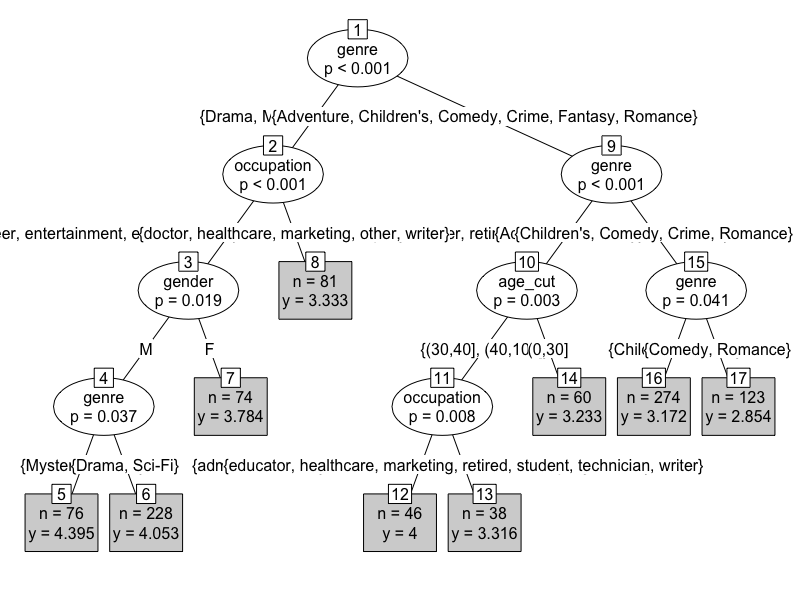 1
genre
p < 0.001
{Drama, M{Adventure, Children's, Comedy, Crime, Fantasy, Romance}
2
occupation
p < 0.001
9
genre
p < 0.001
er, entertainment, e{doctor, healthcare, marketing, other, writer}er, retir{Ad{Children's, Comedy, Crime, Romance}
3
gender
p = 0.019
8
n = 81
y = 3.333
10
age_cut
p = 0.003
15
genre
p = 0.041
M
F
{(30,40], (40,10(0,30]
{Chil{Comedy, Romance}
4
genre
p = 0.037
7
n = 74
y = 3.784
11
occupation
p = 0.008
14
n = 60
y = 3.233
16
n = 274
y = 3.172
17
n = 123
y = 2.854
{Myster{Drama, Sci-Fi}
{adm{educator, healthcare, marketing, retired, student, technician, writer}
5
n = 76
y = 4.395
6
n = 228
y = 4.053
12
n = 46
y = 4
13
n = 38
y = 3.316